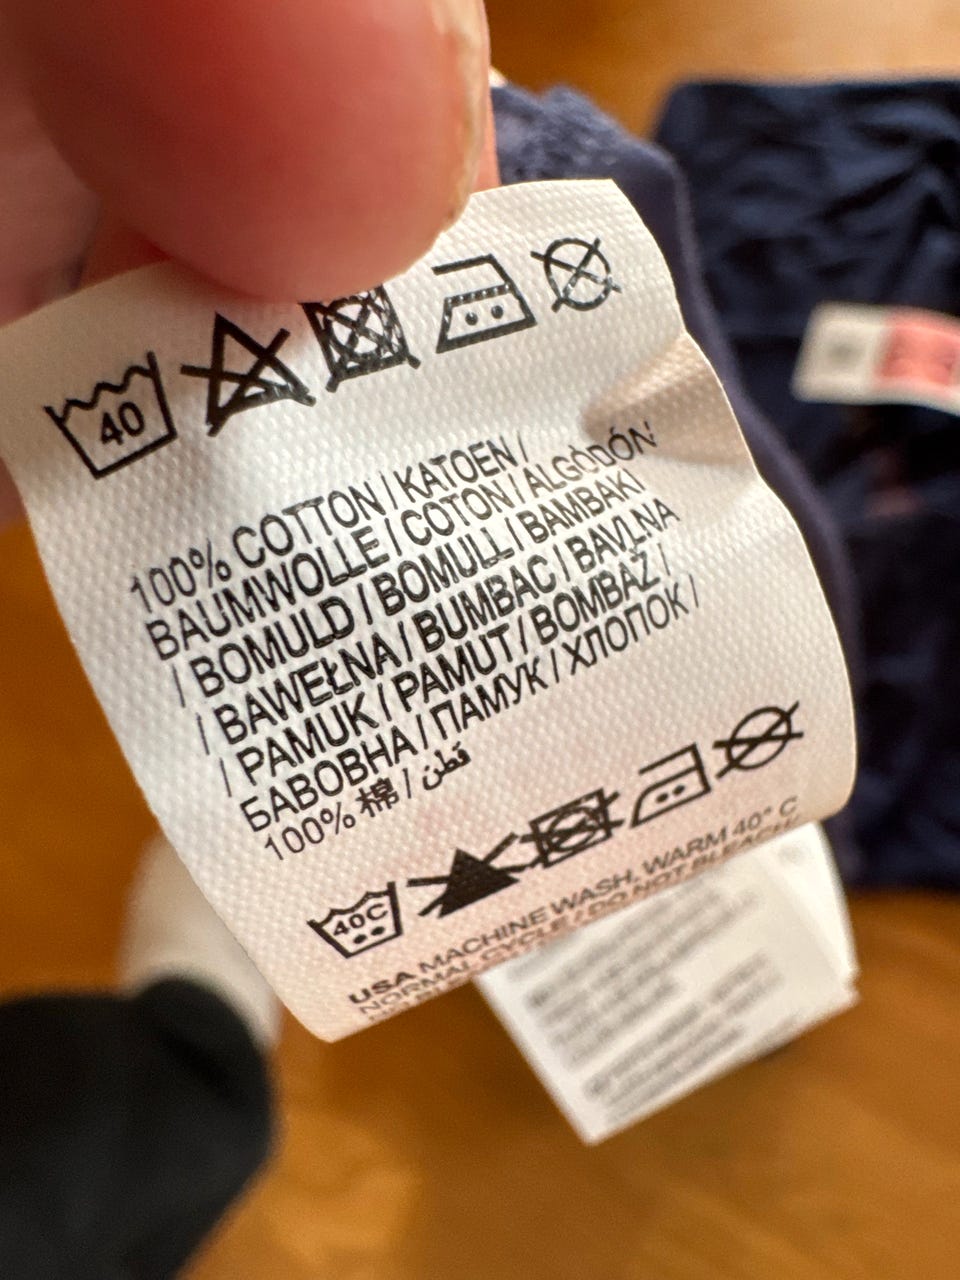 40
100% COTTON / KATOEN /
BAUMWOLLE / COTON / ALGODÓN
/ BOMULD / BOMULL / BAMBAKI
/ BAWEŁNA / BUMBAC / BAVLNA
/ PAMUK / PAMUT / BOMBAŽ /
БАВОВНА / ПАМУК / ХЛОПОК /
100% 棉 / قطن
40C
USA MACHINE WASH, WARM 40° C
NORMAL CYCLE / DO NOT BLEACH